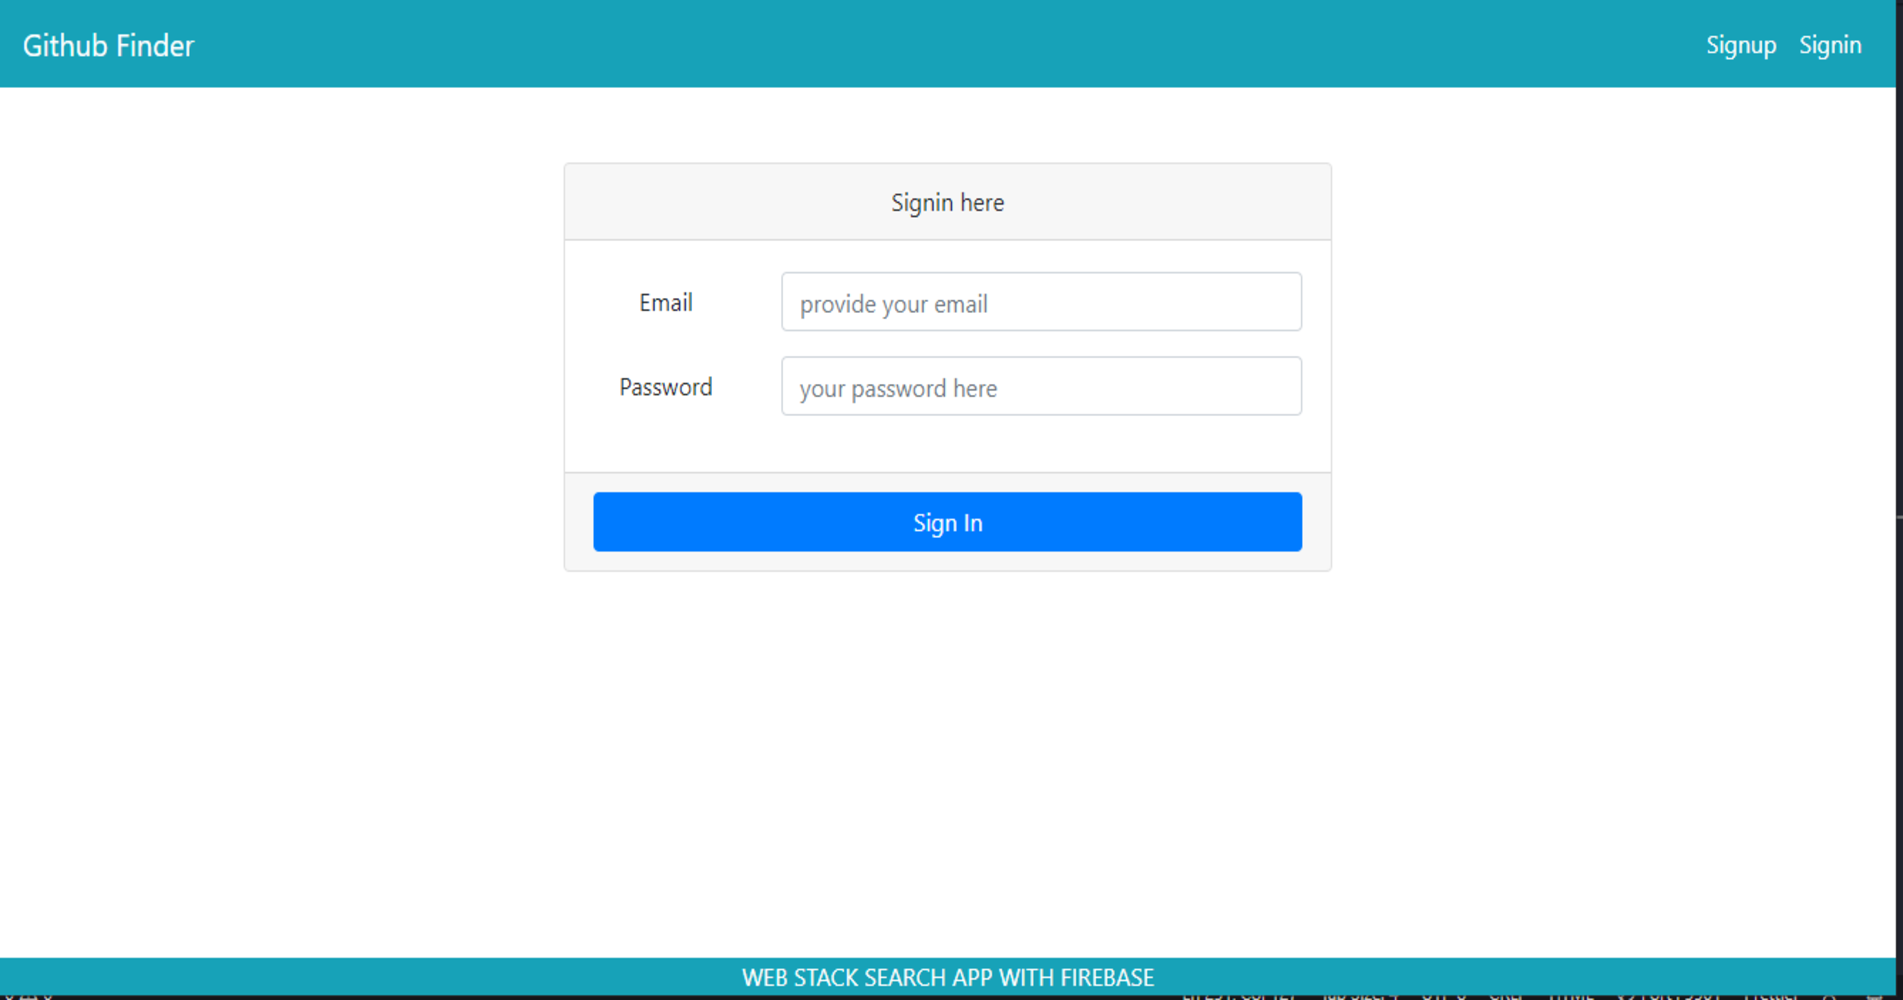 Github Finder
Signup Signin
Signin here
Email
provide your email
Password
your password here
Sign In
WEB STACK SEARCH APP WITH FIREBASE